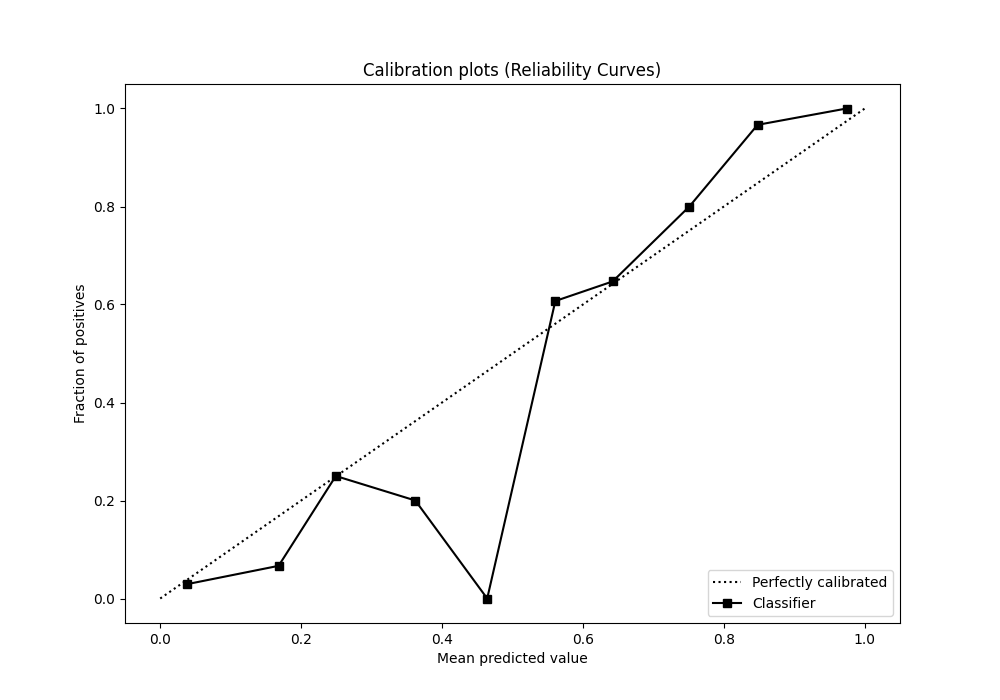 Calibration plots (Reliability Curves)
1.0
0.8
0.6
0.4
0.2
0.0
Fraction of positives
0.0 0.2 0.4 0.6 0.8 1.0
Mean predicted value
Perfectly calibrated
Classifier